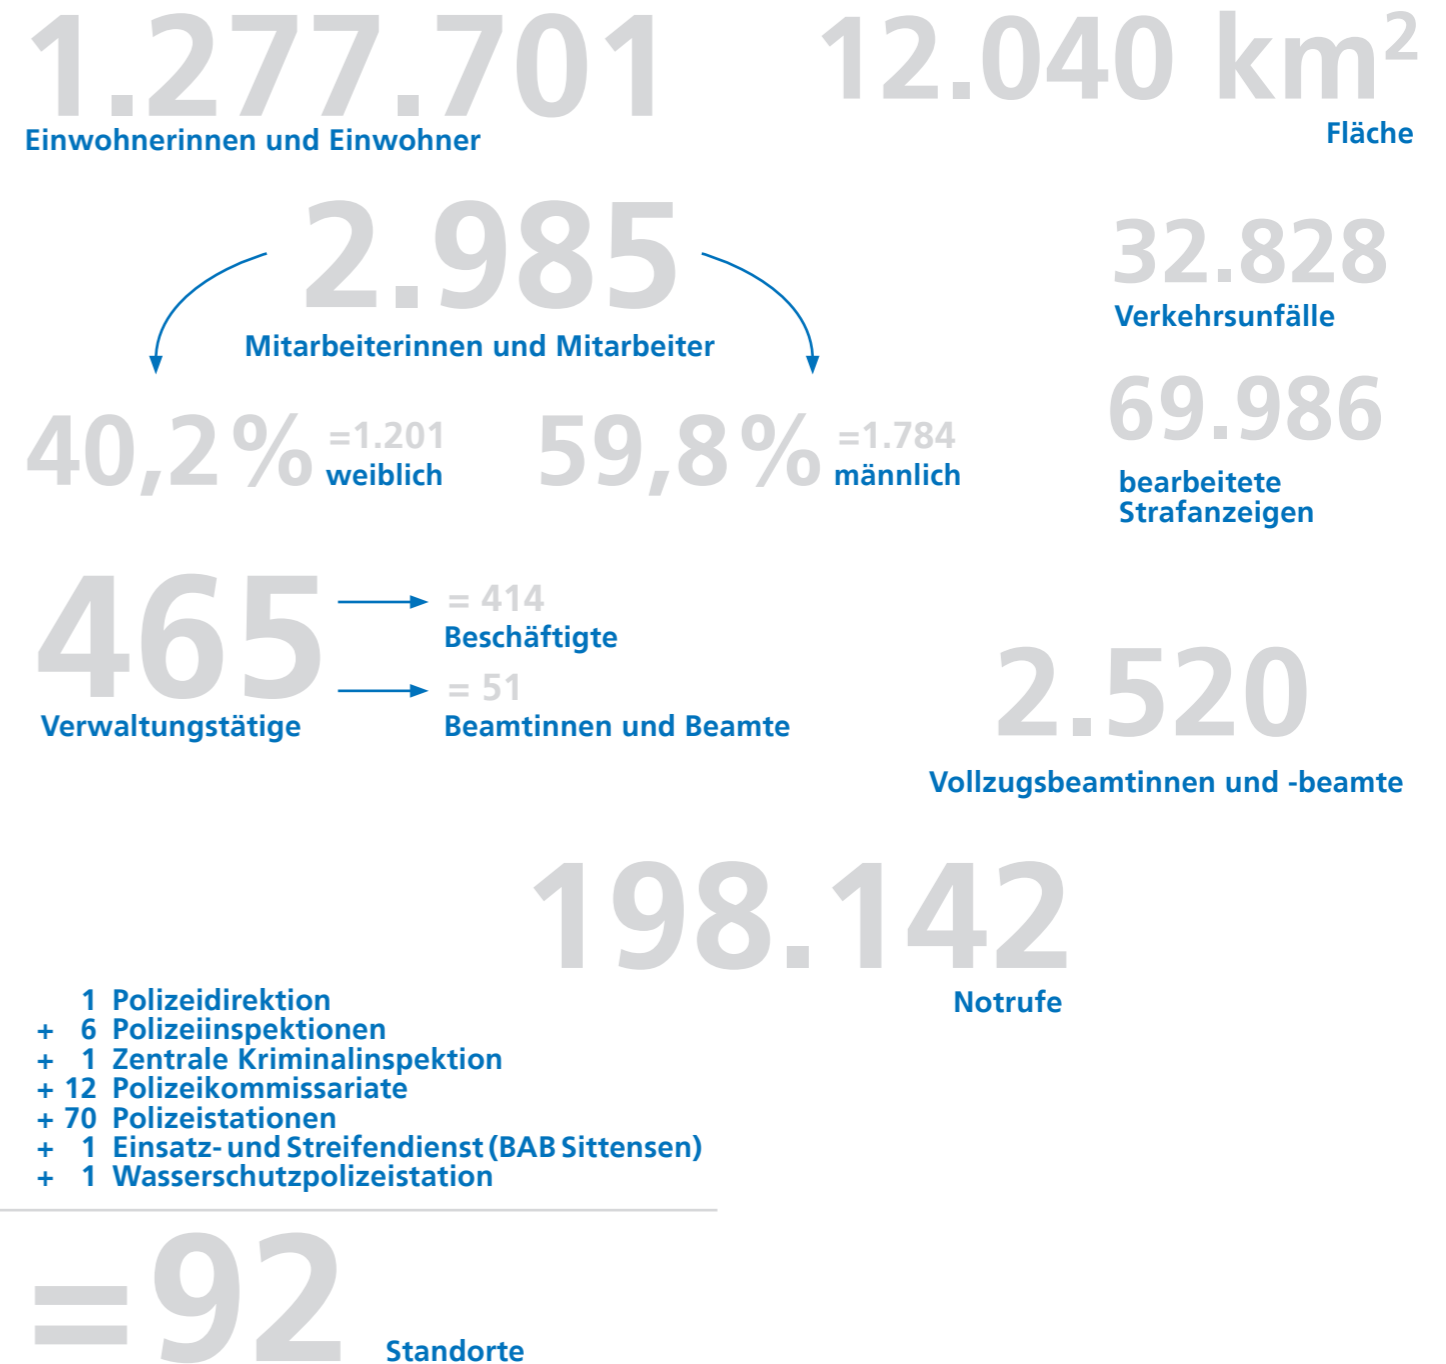 1.277.701
Einwohnerinnen und Einwohner
12.040 km²
Fläche
2.985
Mitarbeiterinnen und Mitarbeiter
40,2 % =1.201
weiblich
59,8 % =1.784
männlich
32.828
Verkehrsunfälle
69.986
bearbeitete
Strafanzeigen
465
Verwaltungstätige
= 414
Beschäftigte
= 51
Beamtinnen und Beamte
2.520
Vollzugsbeamtinnen und -beamte
198.142
Notrufe
1 Polizeidirektion
+ 6 Polizeiinspektionen
+ 1 Zentrale Kriminalinspektion
+ 12 Polizeikommissariate
+ 70 Polizeistationen
+ 1 Einsatz- und Streifendienst (BAB Sittensen)
+ 1 Wasserschutzpolizeistation
=92
Standorte